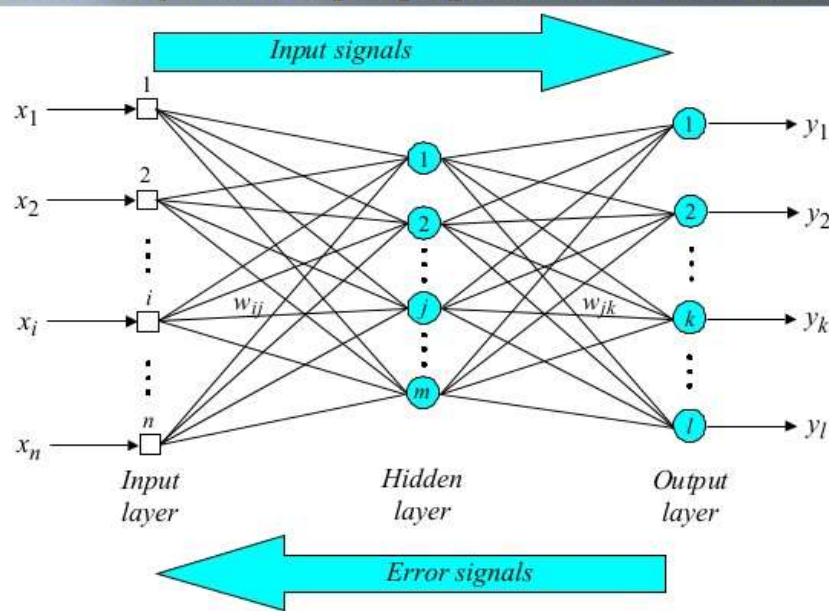 Input signals
1
x1
1
1
y1
2
x2
2
2
y2
i
xi
wij
j
wjk
k
yk
m
n
xn
l
yl
Input layer
Hidden layer
Output layer
Error signals